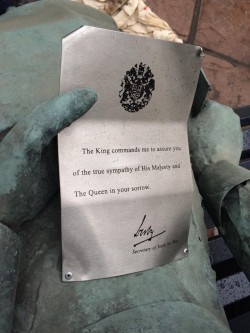 The King commands me to assure you
of the true sympathy of His Majesty and
The Queen in your sorrow.
Secretary of State for War